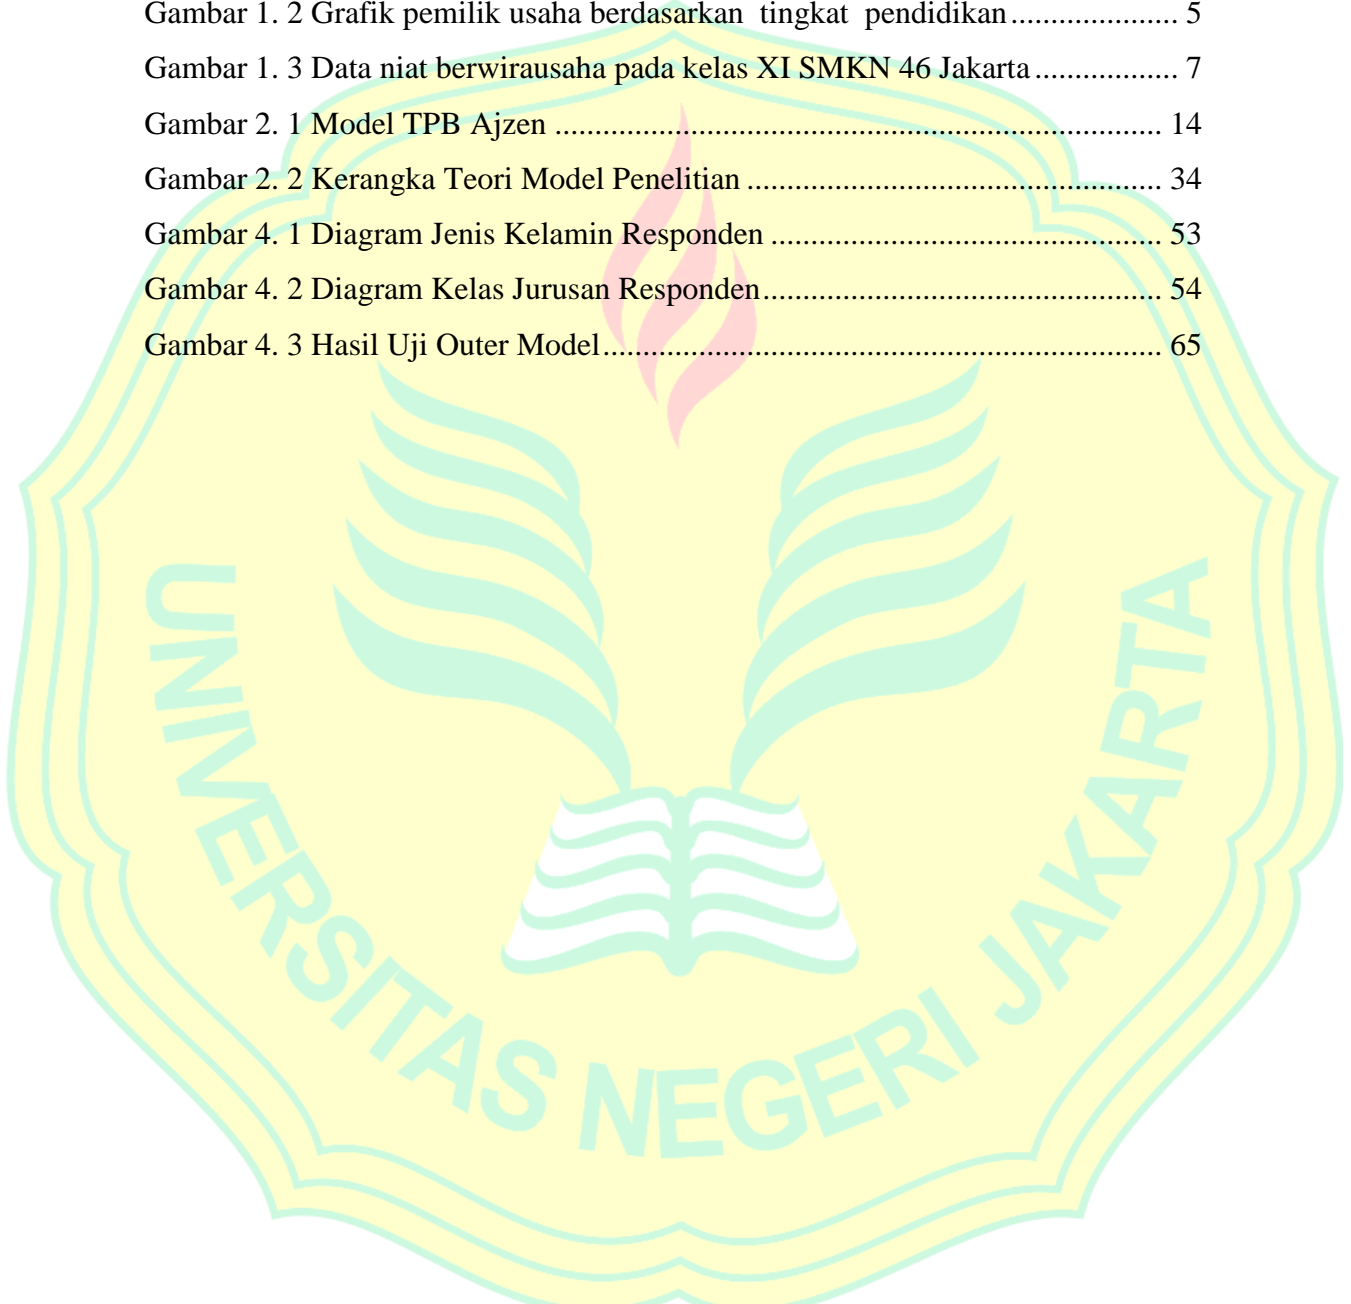 Gambar 1. 2 Grafik pemilik usaha berdasarkan  tingkat  pendidikan ..................... 5
Gambar 1. 3 Data niat berwirausaha pada kelas XI SMKN 46 Jakarta .................. 7
Gambar 2. 1 Model TPB Ajzen ............................................................................. 14
Gambar 2. 2 Kerangka Teori Model Penelitian ..................................................... 34
Gambar 4. 1 Diagram Jenis Kelamin Responden .................................................. 53
Gambar 4. 2 Diagram Kelas Jurusan Responden ................................................... 54
Gambar 4. 3 Hasil Uji Outer Model ....................................................................... 65
UNIVERSITAS NEGERI JAKARTA